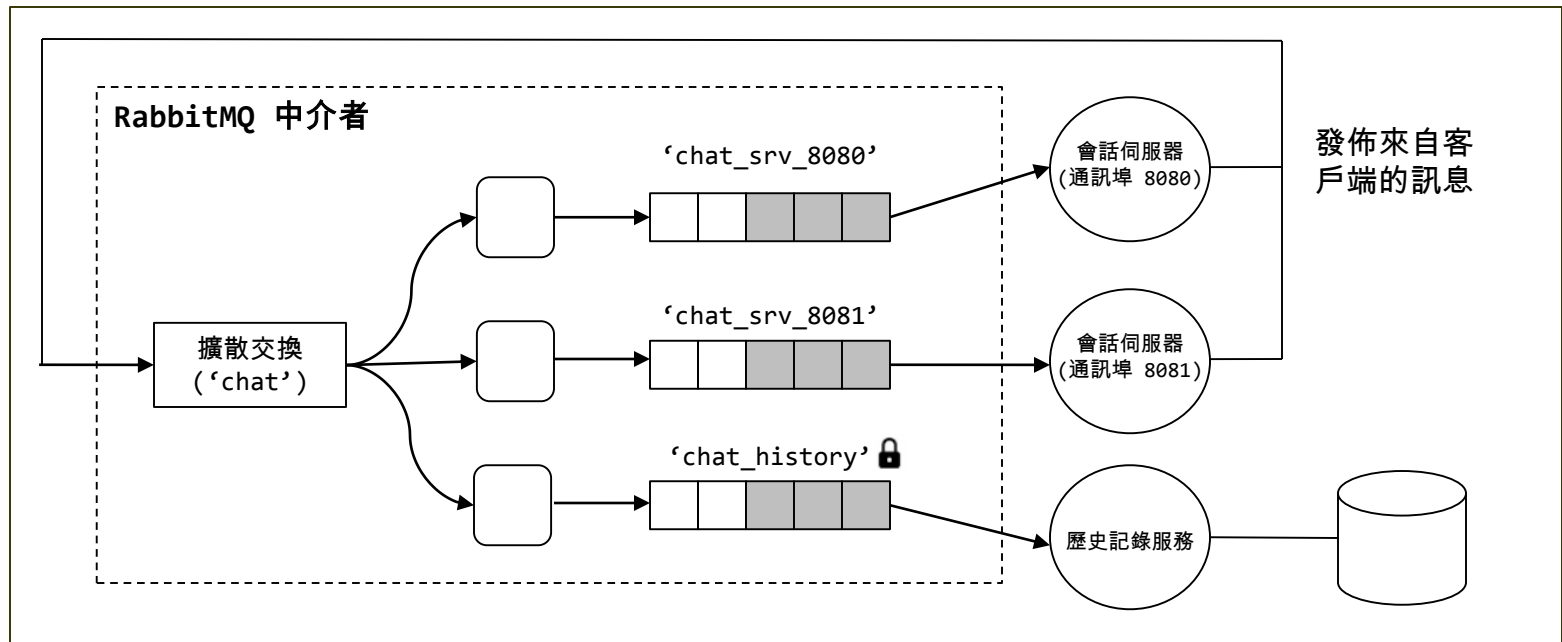 RabbitMQ 中介者
‘chat_srv_8080’
會話伺服器
(通訊埠 8080)
發佈來自客
戶端的訊息
擴散交換
(‘chat’)
‘chat_srv_8081’
會話伺服器
(通訊埠 8081)
‘chat_history’
歷史記錄服務